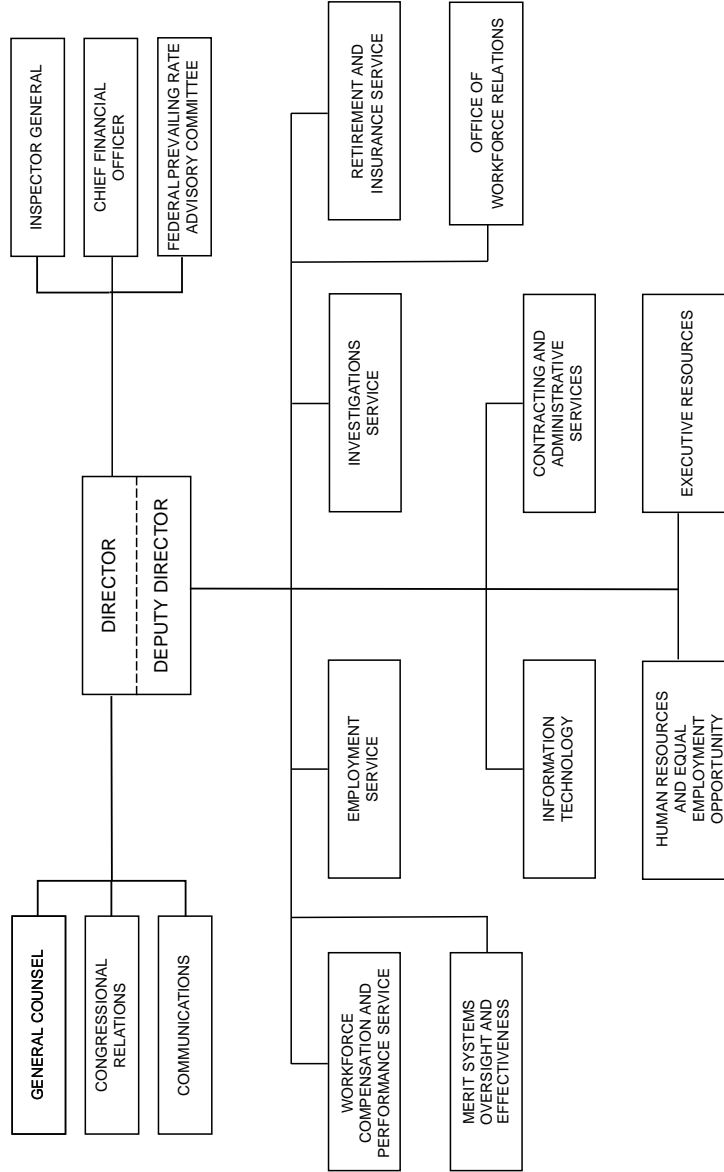 GENERAL COUNSEL
CONGRESSIONAL
RELATIONS
COMMUNICATIONS
DIRECTOR
DEPUTY DIRECTOR
INSPECTOR GENERAL
CHIEF FINANCIAL
OFFICER
FEDERAL PREVAILING RATE
ADVISORY COMMITTEE
WORKFORCE
COMPENSATION AND
PERFORMANCE SERVICE
EMPLOYMENT
SERVICE
INVESTIGATIONS
SERVICE
RETIREMENT AND
INSURANCE SERVICE
MERIT SYSTEMS
OVERSIGHT AND
EFFECTIVENESS
OFFICE OF
WORKFORCE RELATIONS
INFORMATION
TECHNOLOGY
CONTRACTING AND
ADMINISTRATIVE
SERVICES
HUMAN RESOURCES
AND EQUAL
EMPLOYMENT
OPPORTUNITY
EXECUTIVE RESOURCES